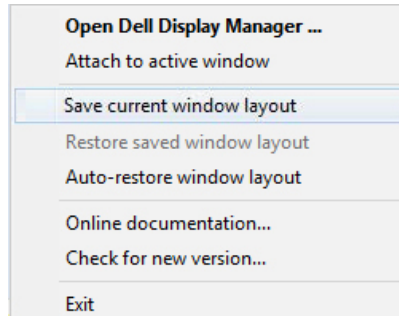 Open Dell Display Manager ...
Attach to active window
Save current window layout
Restore saved window layout
Auto-restore window layout
Online documentation...
Check for new version...
Exit